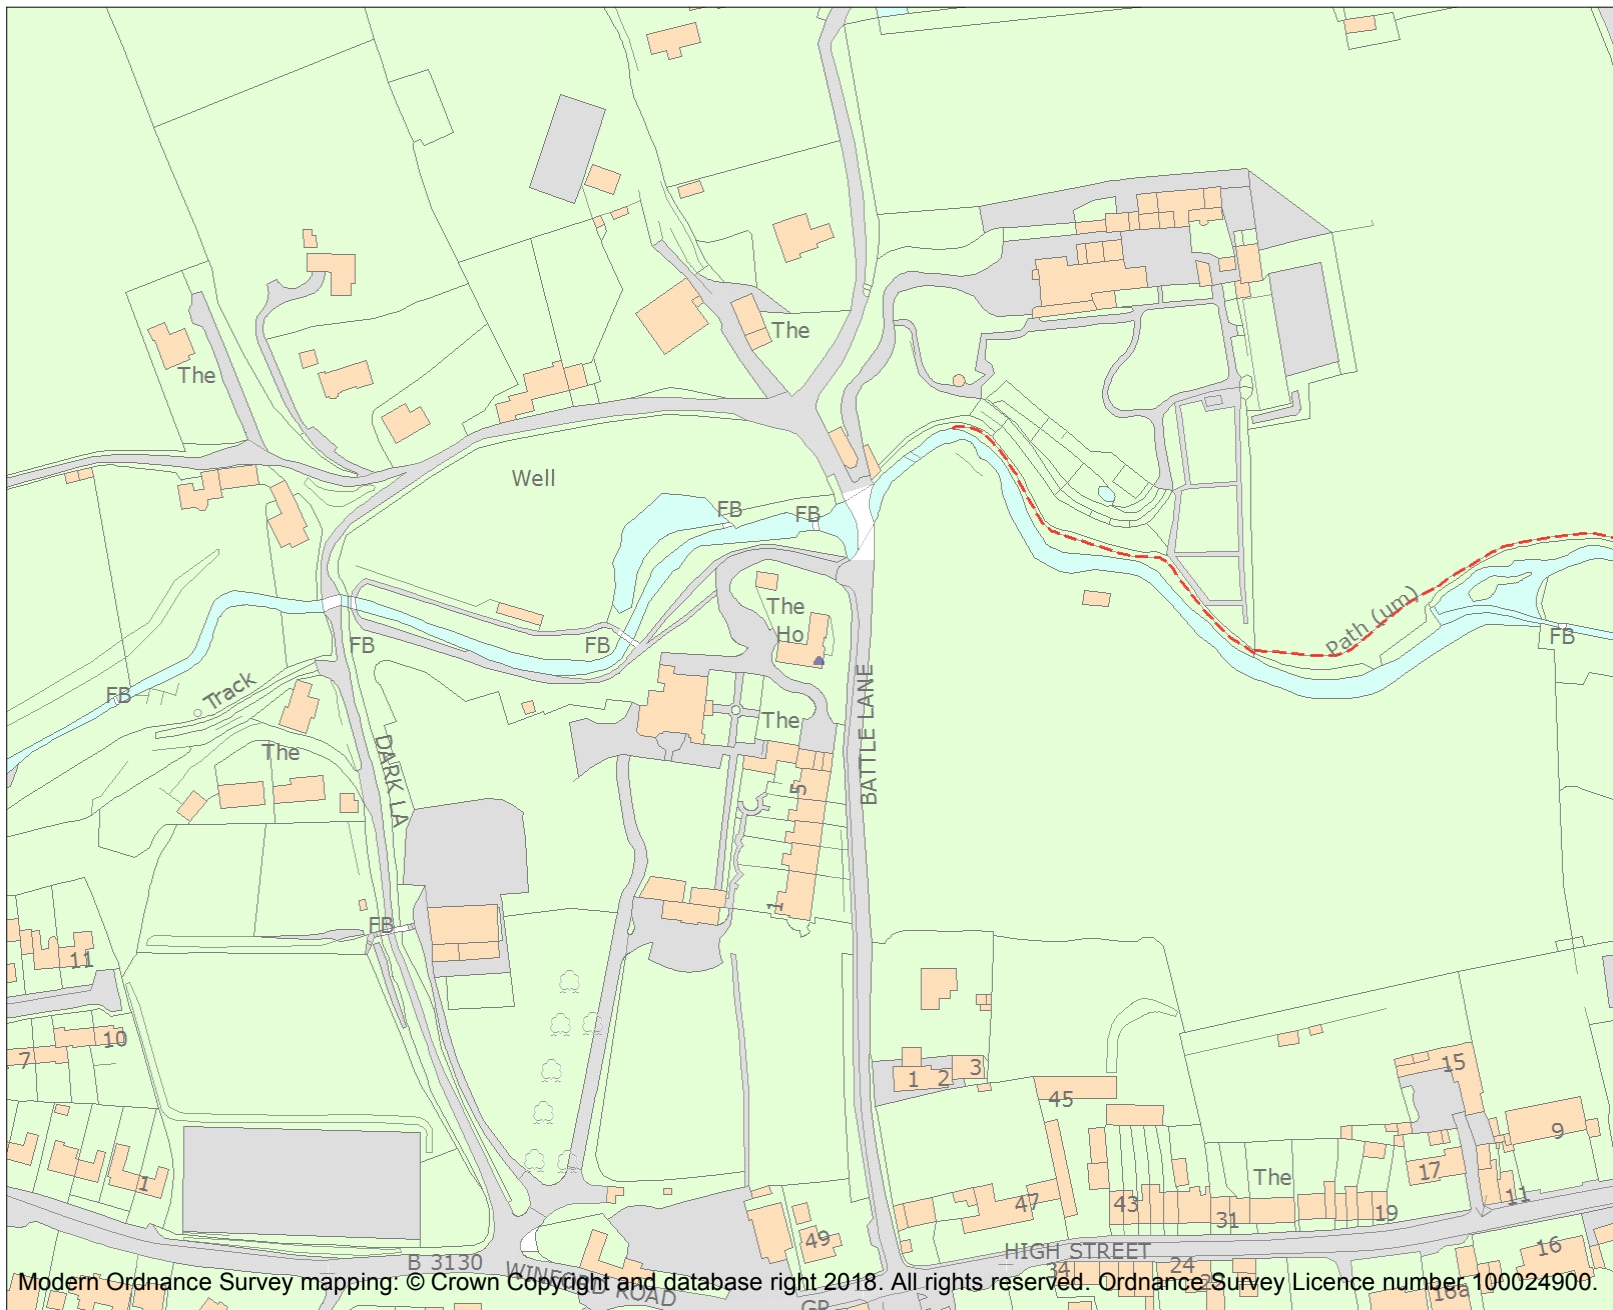 The
The
Well
FB
FB
The
Ho
Path (um)
FB
FB
FB
FB
Track
The
The
DARK LA
BATTLE LANE
5
1
FB
11
10
7
1
1
2
3
45
15
9
17
The
11
47
43
31
19
49
HIGH STREET
B 3130
34
24
16
16a
Modern Ordnance Survey mapping: © Crown Copyright and database right 2018. All rights reserved. Ordnance Survey Licence number 100024900.
ROAD